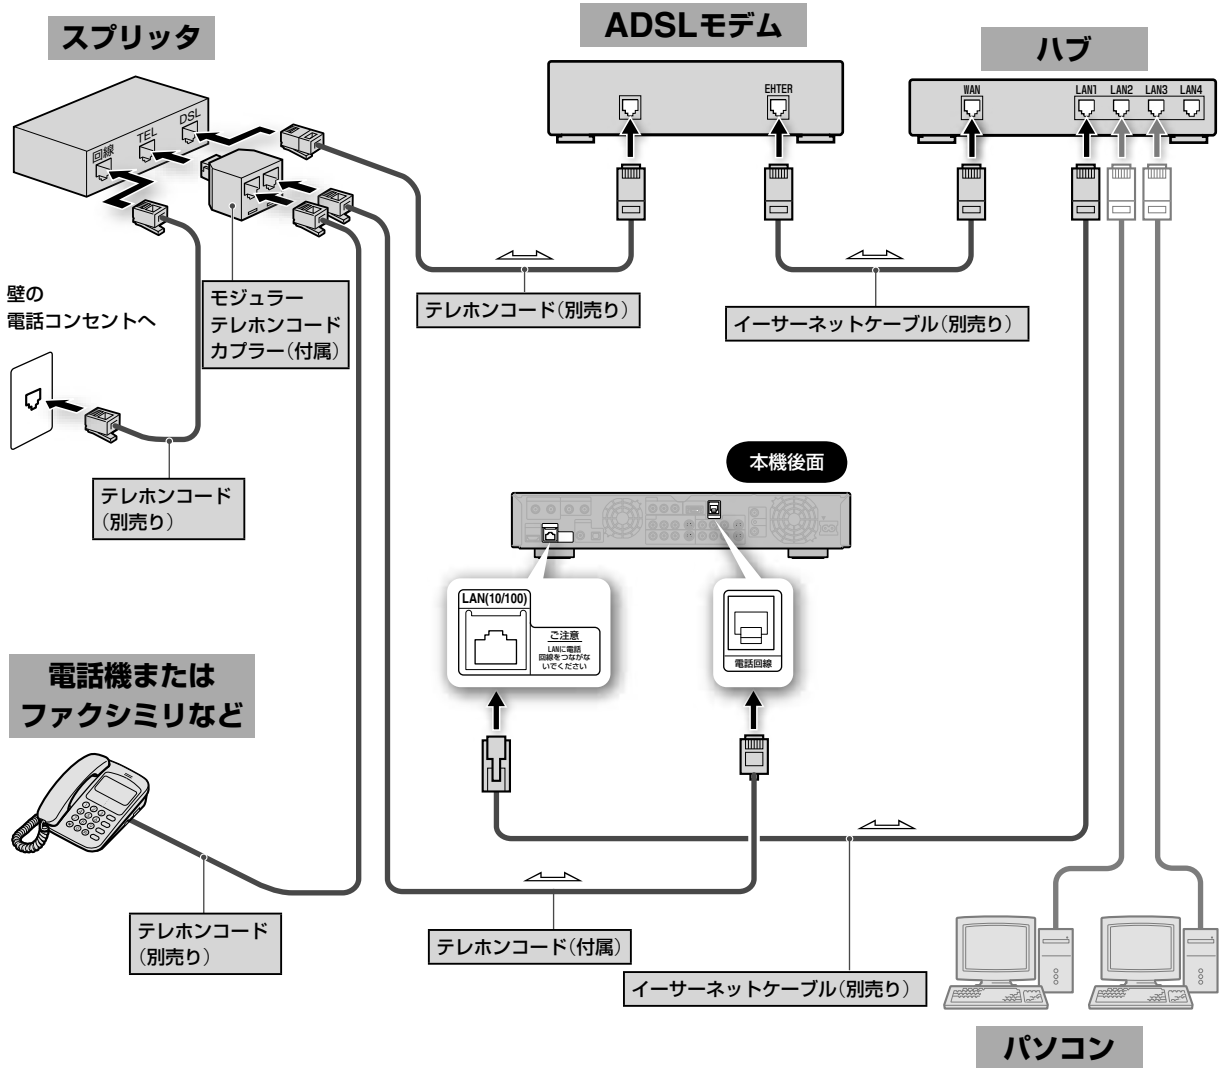 スプリッタ
ADSLモデム
ハブ
回線
TEL
DSL
EHTER
WAN
LAN1
LAN2
LAN3
LAN4
壁の
電話コンセントへ
モジュラー
テレホンコード
カプラー（付属）
テレホンコード（別売り）
イーサーネットケーブル（別売り）
テレホンコード
（別売り）
本機後面
LAN(10/100)
ご注意
LANに電話
回線をつながな
いでください
電話回線
電話機または
ファクシミリなど
テレホンコード
（別売り）
テレホンコード（付属）
イーサーネットケーブル（別売り）
パソコン